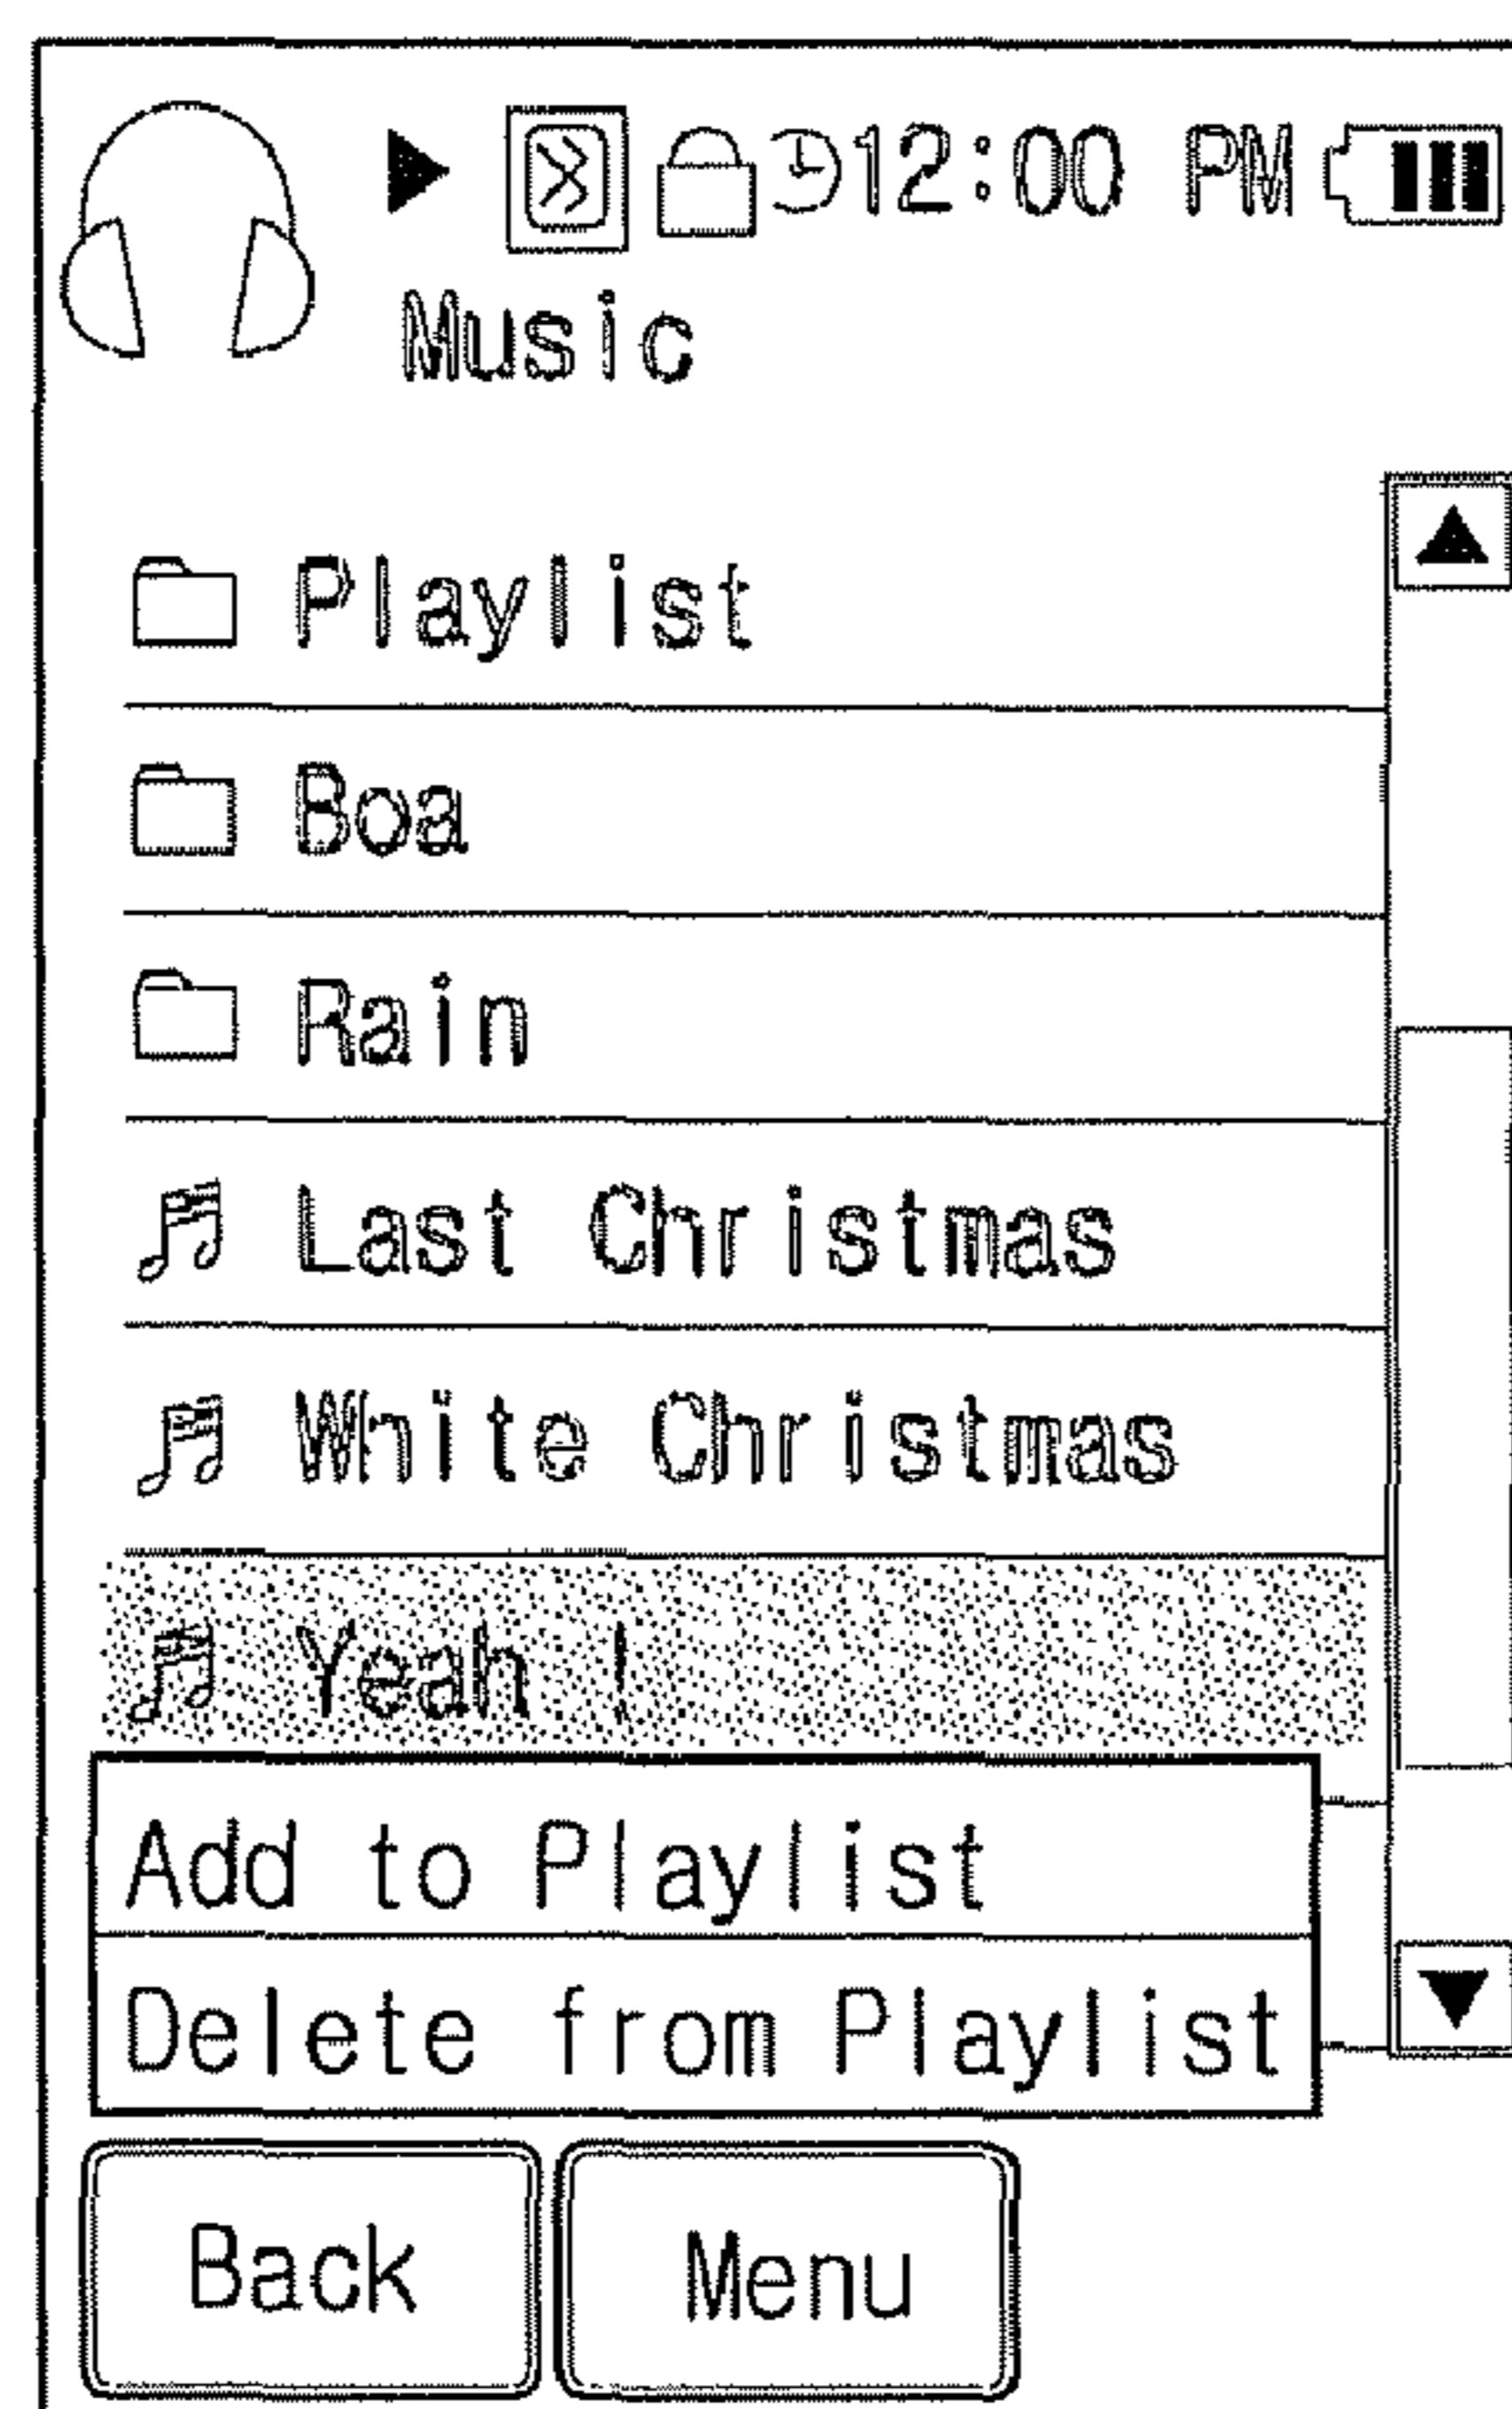 12:00 PM
Music
Playlist
Boa
Rain
Last Christmas
White Christmas
Yeah !
Add to Playlist
Delete from Playlist
Back Menu